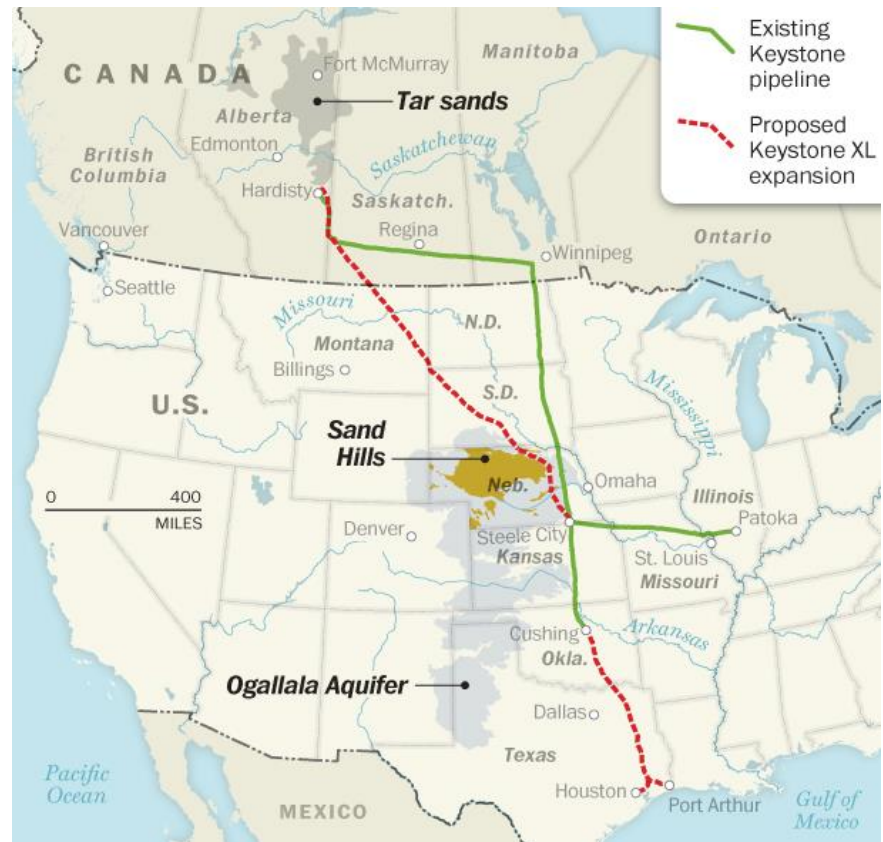 Existing
Keystone
pipeline
Proposed
Keystone XL
expansion
CANADA
Fort McMurray
Manitoba
Tar sands
Alberta
Edmonton
Saskatchewan
British
Columbia
Hardisty
Saskatch.
Vancouver
Regina
Winnipeg
Ontario
Seattle
Missouri
N.D.
Montana
Billings
Mississippi
S.D.
U.S.
Sand
Hills
Neb.
Omaha
0 400
MILES
Illinois
Patoka
Denver
Steele City
Kansas
St. Louis
Missouri
Cushing
Arkansas
Okla.
Ogallala Aquifer
Dallas
Texas
Pacific
Ocean
Houston
Port Arthur
Gulf of
Mexico
MEXICO